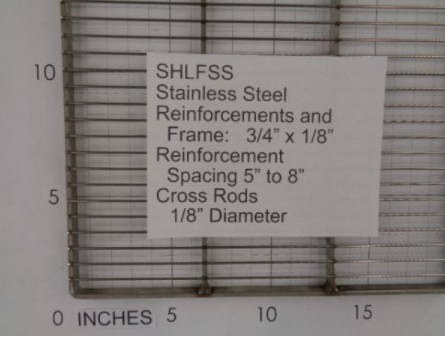 10
SHLFSS
Stainless Steel
Reinforcements and
Frame: 3/4" x 1/8"
Reinforcement
Spacing 5" to 8"
Cross Rods
1/8" Diameter
5
0 INCHES 5 10 15